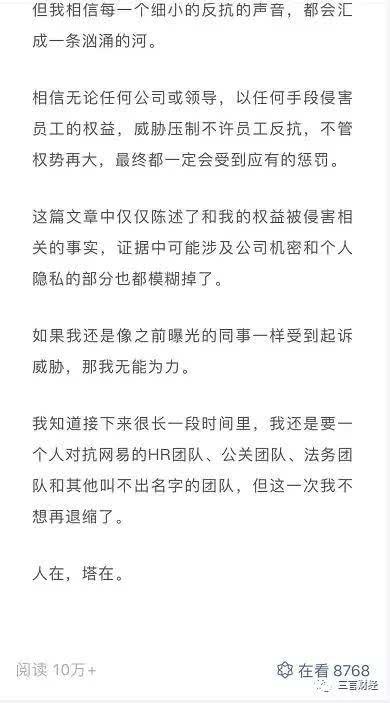 但我相信每一个细小的反抗的声音，都会汇
成一条汹涌的河。
相信无论任何公司或领导，以任何手段侵害
员工的权益，威胁压制不许员工反抗，不管
权势再大，最终都一定会受到应有的惩罚。
这篇文章中仅仅陈述了和我的权益被侵害相
关的事实，证据中可能涉及公司机密和个人
隐私的部分也都模糊掉了。
如果我还是像之前曝光的同事一样受到起诉
威胁，那我无能为力。
我知道接下来很长一段时间里，我还是要一
个人对抗网易的HR团队、公关团队、法务团
队和其他叫不出名字的团队，但这一次我不
想再退缩了。
人在，塔在。
阅读 10万+
在看 8768
三言财经